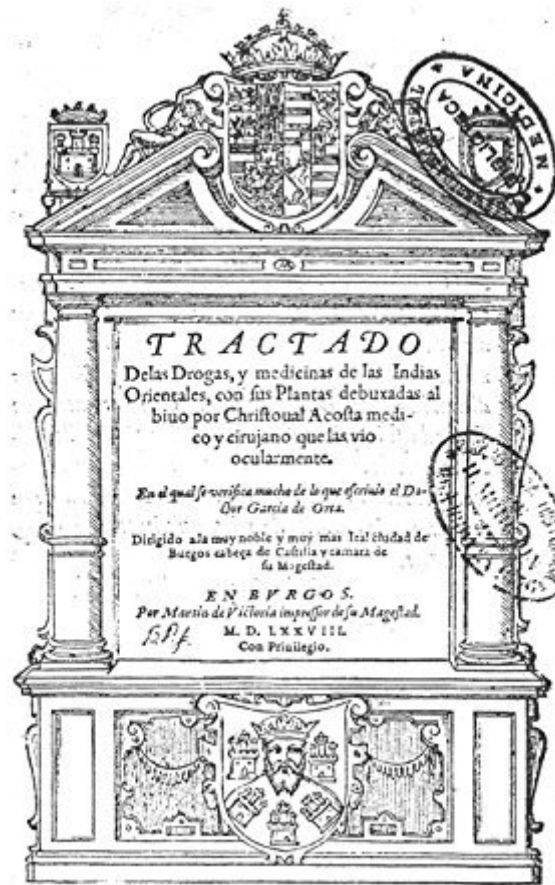 MEDICINA
BIBLIOTECA
TRACTADO
Delas Drogas, y medicinas de las Indias
Orientales, con sus Plantas debuxadas al
biuo por Christoual Acosta medi-
co y cirujano que las vio
ocularmente.
En el qual se verifica mucho de lo que escriuio el Do-
ctor Garcia de Orta.
Dirigido ala muy noble y muy mas leal ciudad de
Burgos cabeça de Castilla y camara de
su Magestad.
EN BVRGOS.
Por Martin de Victoria impressor de su Magestad.
M. D. LXXVIII.
Con Priuilegio.